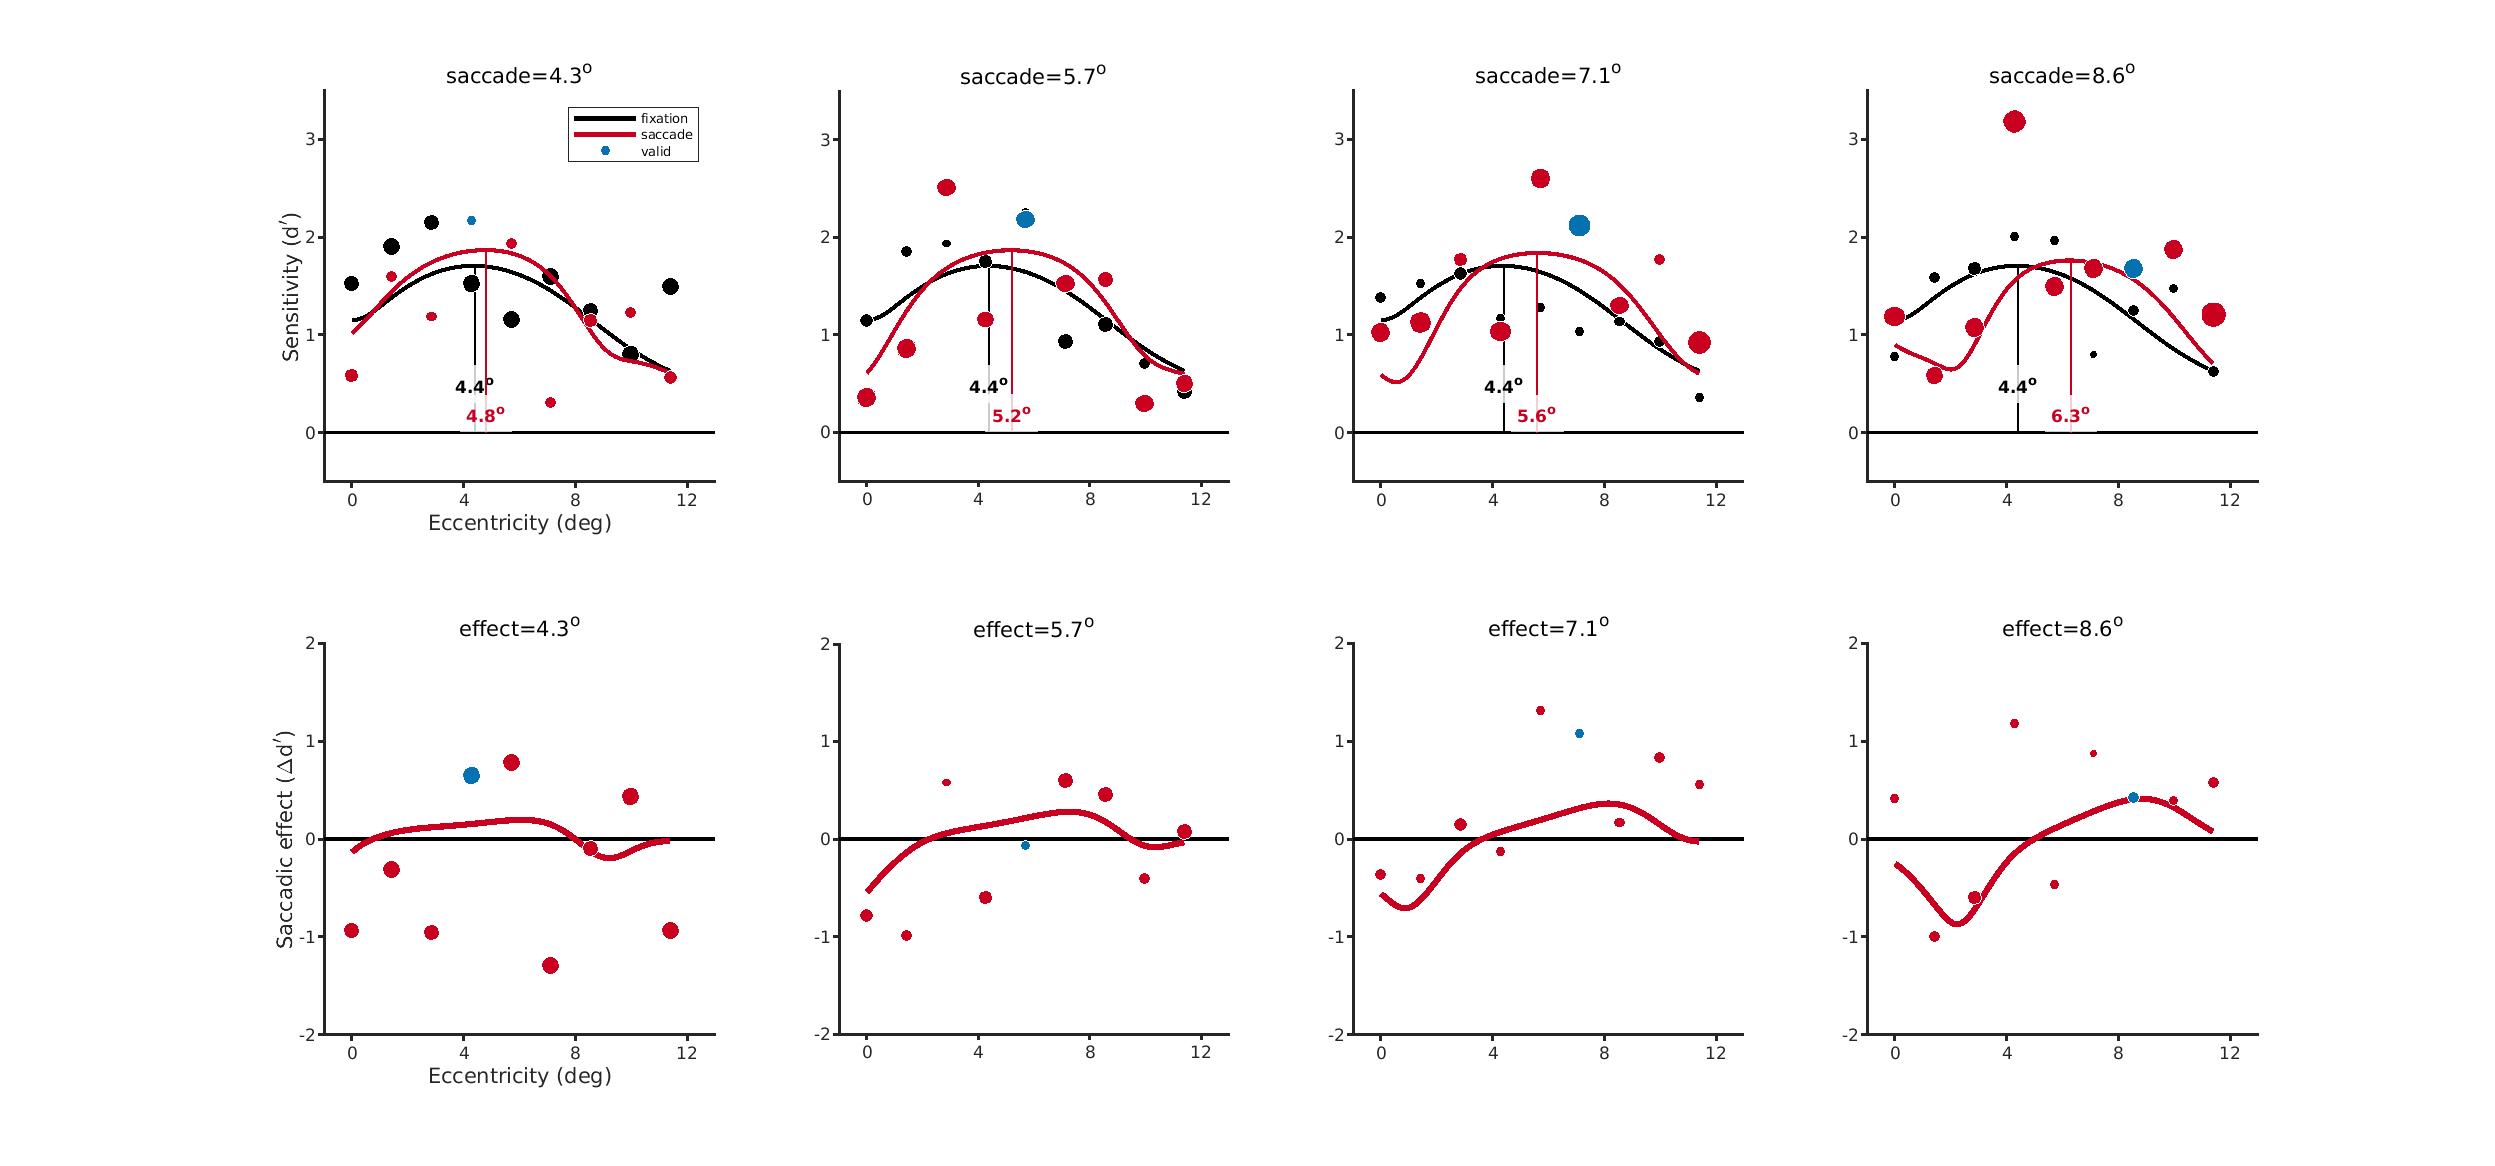 saccade=4.3°
saccade=5.7°
saccade=7.1°
saccade=8.6°
fixation
saccade
valid
Sensitivity (d′)
3
2
1
0
4.4°
4.8°
0 4 8 12
Eccentricity (deg)
3
2
1
0
4.4°
5.2°
0 4 8 12
3
2
1
0
4.4°
5.6°
0 4 8 12
3
2
1
0
4.4°
6.3°
0 4 8 12
effect=4.3°
effect=5.7°
effect=7.1°
effect=8.6°
Saccadic effect (△d′)
2
1
0
-1
-2
0 4 8 12
Eccentricity (deg)
2
1
0
-1
-2
0 4 8 12
2
1
0
-1
-2
0 4 8 12
2
1
0
-1
-2
0 4 8 12